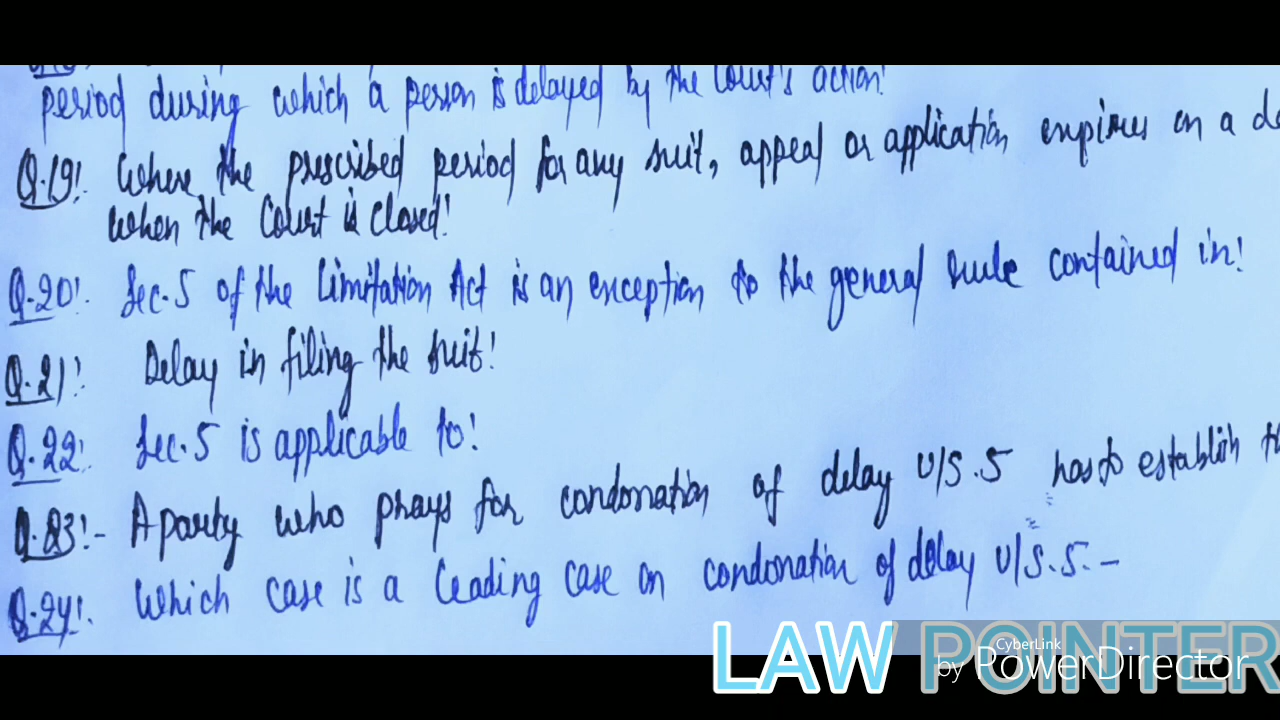 period during which a person is delayed by the Court's action!
Q.19!. Where the prescribed period for any suit, appeal or application expires on a
when the Court is closed!
Q.20!. Sec.5 of the Limitation Act is an exception to the general rule contained in!
Q.21!. Delay in filing the suit!
Q.22!. Sec.5 is applicable to!
Q.23!.- A party who prays for condonation of delay U/S.5 has to establish
Q.24!. Which case is a leading case on condonation of delay U/S.5.-
LAW POINTER
CyberLink
by PowerDirector